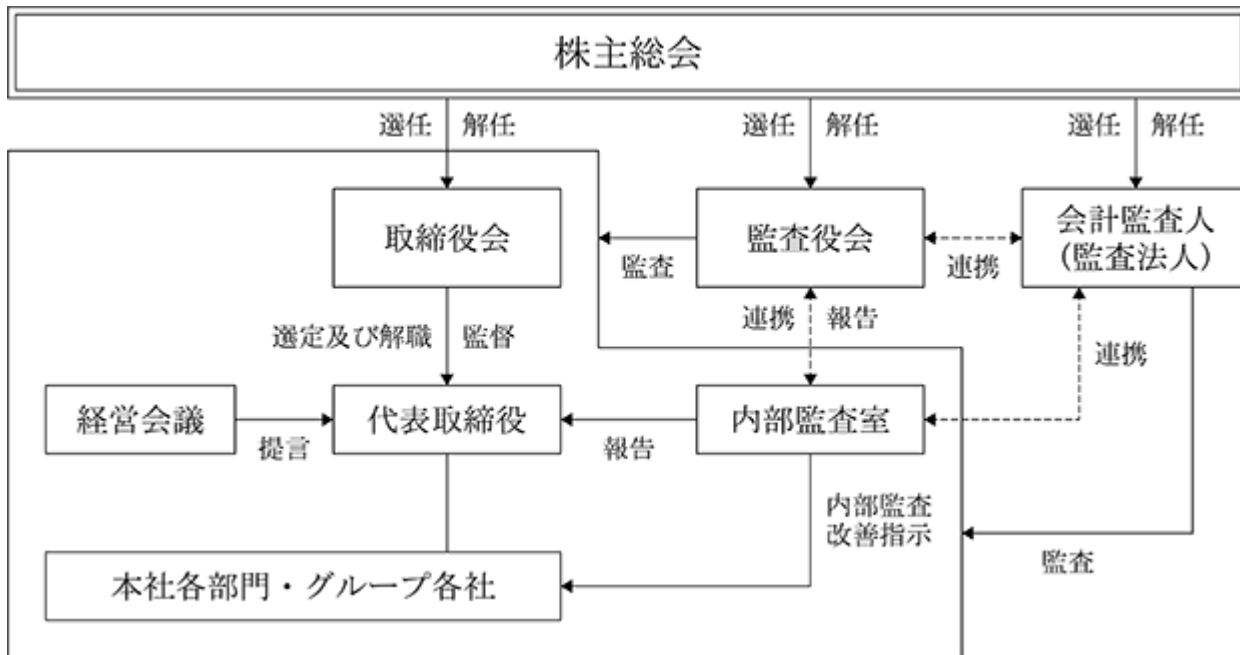 株主総会
選任 解任
選任 解任
選任 解任
取締役会
監査役会
会計監査人
(監査法人)
監査
連携
選定及び解職 監督
連携 報告
連携
経営会議
代表取締役
内部監査室
提言
報告
内部監査
改善指示
監査
本社各部門・グループ各社